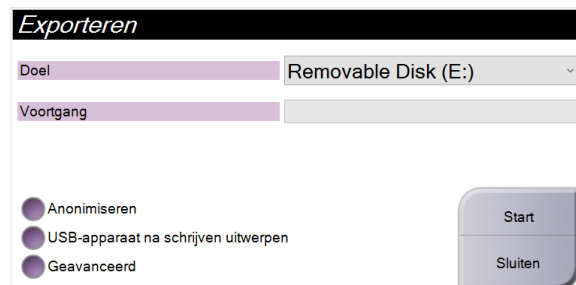 Exporteren
Doel
Removable Disk (E:)
Voortgang
Anonimiseren
USB-apparaat na schrijven uitwerpen
Geavanceerd
Start
Sluiten